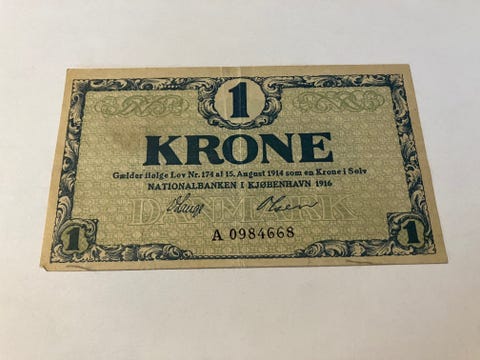 1
KRONE
Gælder ifølge Lov Nr. 174 af 15. August 1914 som en Krone i Sølv
NATIONALBANKEN I KJØBENHAVN 1916
DANMARK
Olsen
A 0984668
1 1